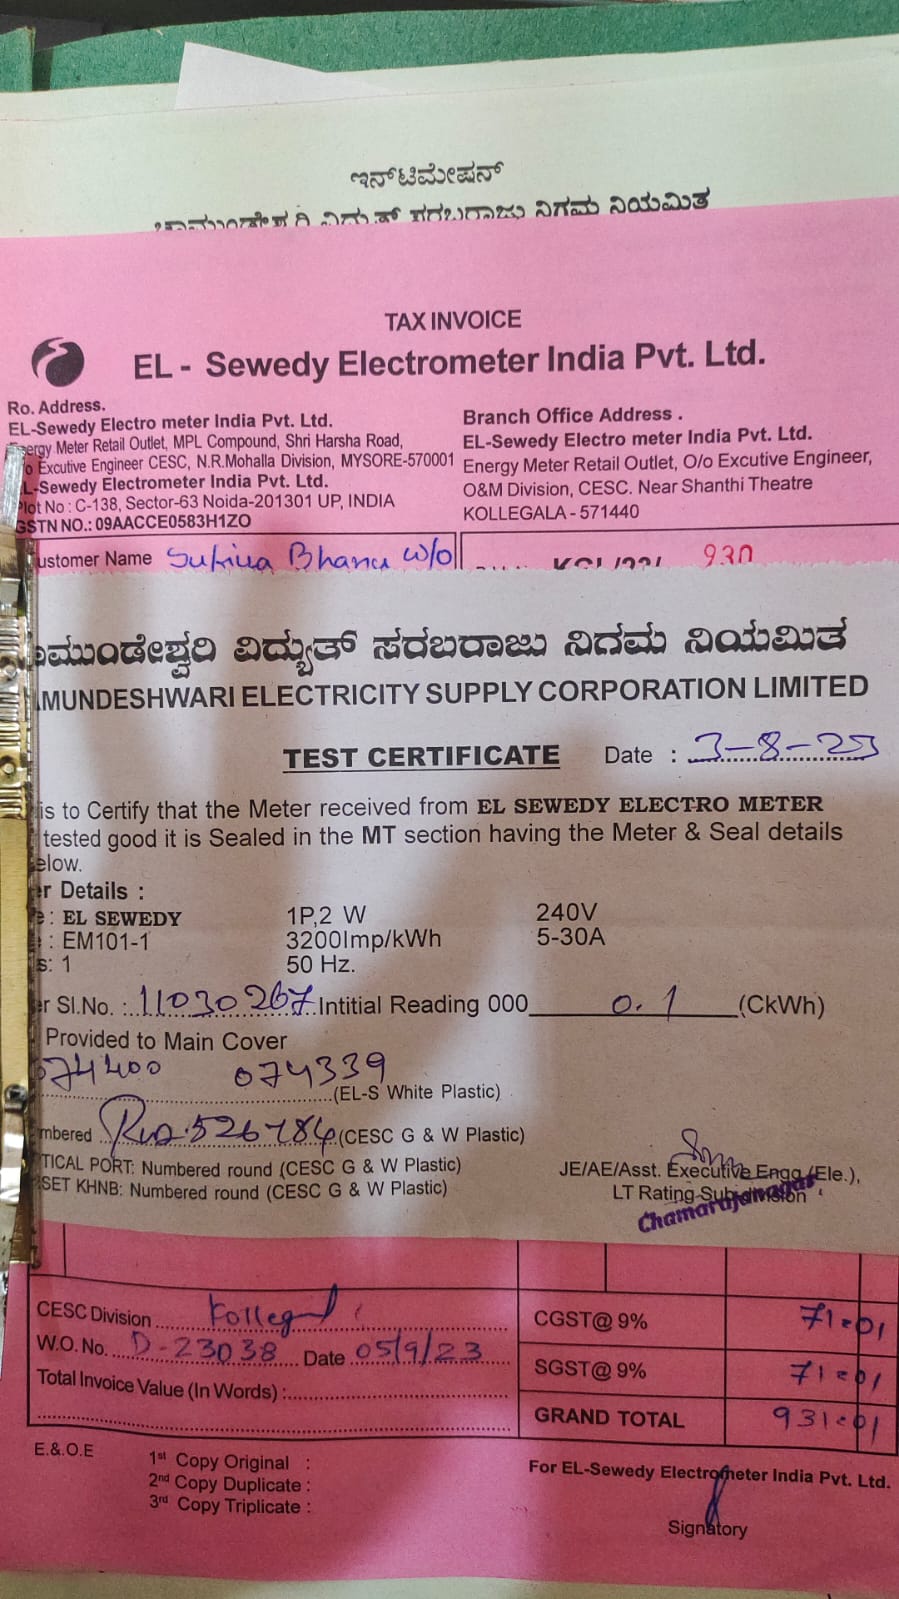 ಇನ್‌ಟಿಮೇಷನ್
ಚಾಮುಂಡೇಶ್ವರಿ ವಿದ್ಯುತ್ ಸರಬರಾಜು ನಿಗಮ ನಿಯಮಿತ
TAX INVOICE
EL - Sewedy Electrometer India Pvt. Ltd.
Ro. Address.
EL-Sewedy Electro meter India Pvt. Ltd.
ergy Meter Retail Outlet, MPL Compound, Shri Harsha Road,
o Excutive Engineer CESC, N.R.Mohalla Division, MYSORE-570001
L-Sewedy Electrometer India Pvt. Ltd.
lot No : C-138, Sector-63 Noida-201301 UP, INDIA
GSTN NO.: 09AACCE0583H1ZO
Branch Office Address .
EL-Sewedy Electro meter India Pvt. Ltd.
Energy Meter Retail Outlet, O/o Excutive Engineer,
O&M Division, CESC. Near Shanthi Theatre
KOLLEGALA - 571440
ustomer Name Bhanu W/o
930
ಾಮುಂಡೇಶ್ವರಿ ವಿದ್ಯುತ್ ಸರಬರಾಜು ನಿಗಮ ನಿಯಮಿತ
MUNDESHWARI ELECTRICITY SUPPLY CORPORATION LIMITED
TEST CERTIFICATE Date : 3-8-23
is to Certify that the Meter received from EL SEWEDY ELECTRO METER
tested good it is Sealed in the MT section having the Meter & Seal details
elow.
er Details :
e : EL SEWEDY 1P,2 W 240V
: EM101-1 3200Imp/kWh 5-30A
s: 1 50 Hz.
er Sl.No. : 11030267 Intitial Reading 000 0.1 (CkWh)
Provided to Main Cover
074400 074339
(EL-S White Plastic)
mbered 526784 (CESC G & W Plastic)
TICAL PORT: Numbered round (CESC G & W Plastic)
SET KHNB: Numbered round (CESC G & W Plastic)
JE/AE/Asst. Executive Engg.(Ele.),
LT Rating Sub-division
Chamarajanagar
CESC Division Kollegal
W.O. No. D-23038 Date 05/9/23
Total Invoice Value (In Words) :
CGST@ 9% 71=01
SGST@ 9% 71=01
GRAND TOTAL 931=01
E.&.O.E
1st Copy Original :
2nd Copy Duplicate :
3rd Copy Triplicate :
For EL-Sewedy Electrometer India Pvt. Ltd.
Signatory